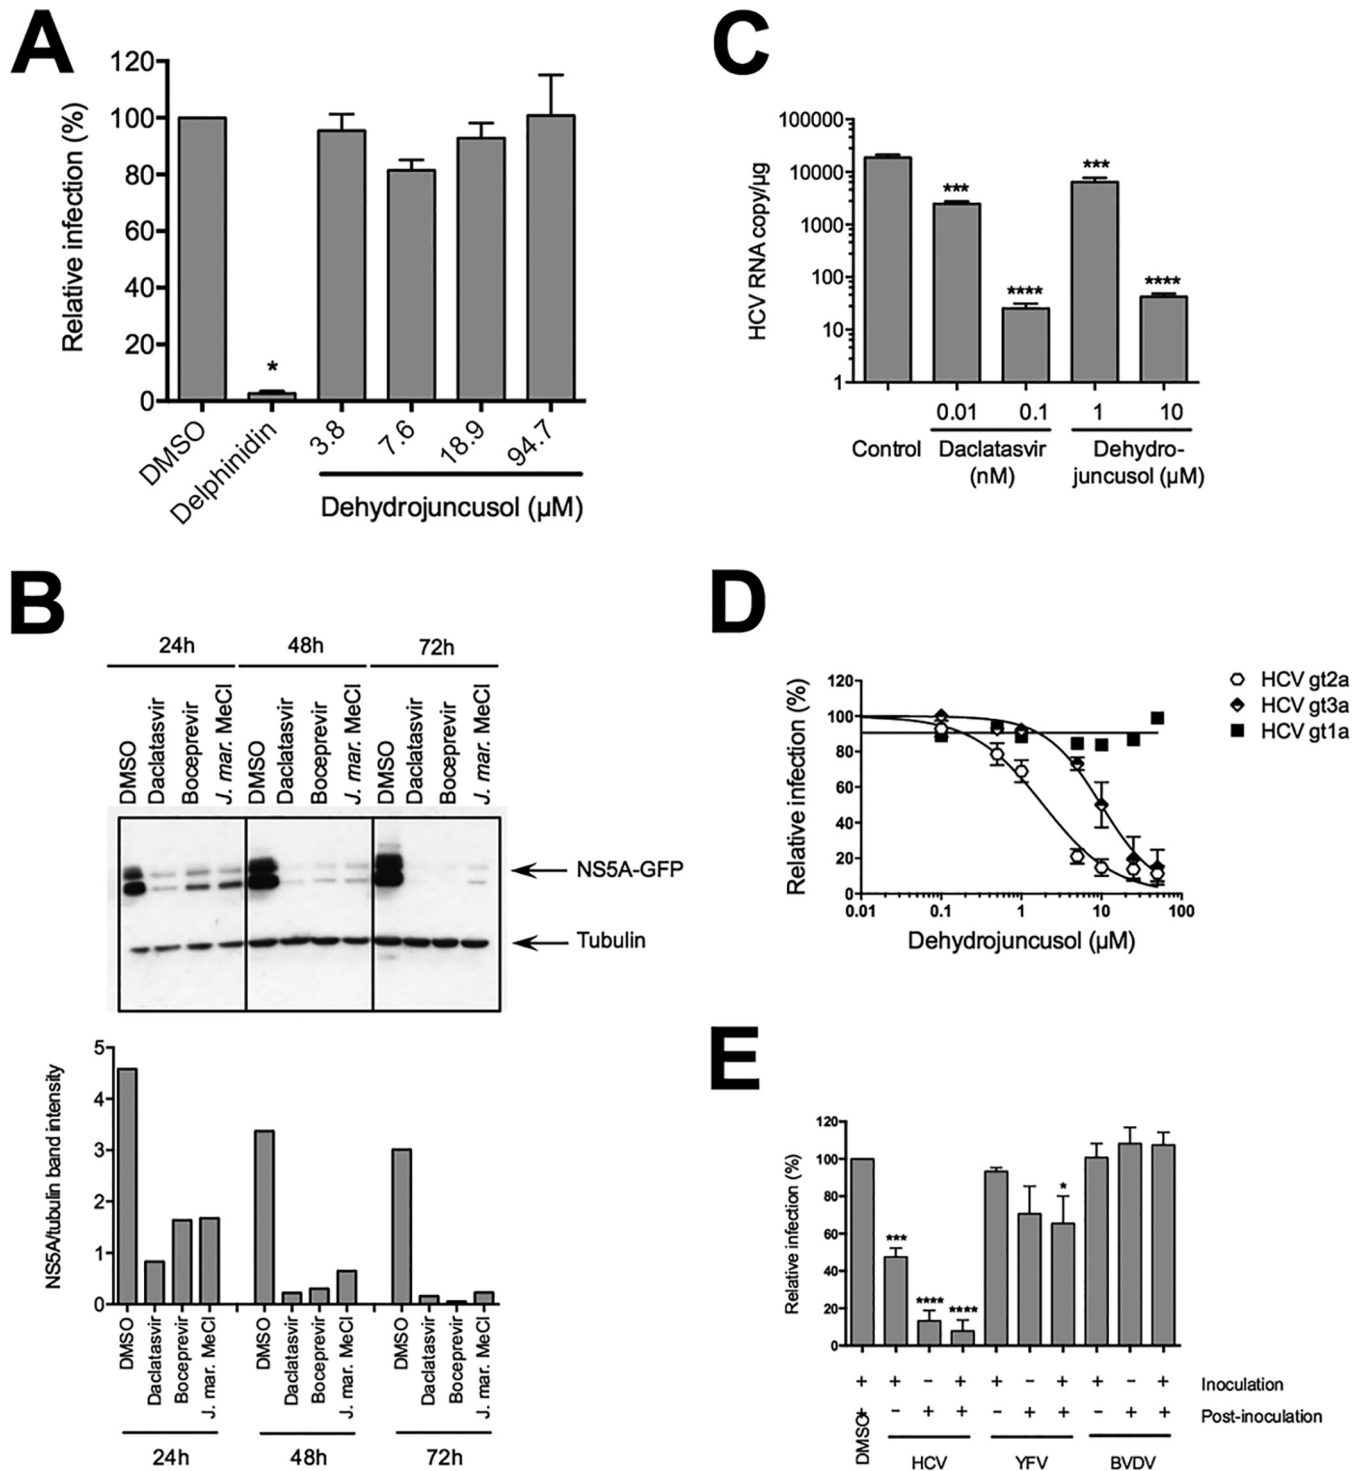 A
120
100
80
60
40
20
0
Relative infection (%)
*
DMSO
Delphinidin
3.8
7.6
18.9
94.7
Dehydrojuncusol (µM)
B
24h
48h
72h
DMSO
Daclatasvir
Boceprevir
J. mar. MeCl
DMSO
Daclatasvir
Boceprevir
J. mar. MeCl
DMSO
Daclatasvir
Boceprevir
J. mar. MeCl
NS5A-GFP
Tubulin
5
4
3
2
1
0
NS5A/tubulin band intensity
DMSO
Daclatasvir
Boceprevir
J. mar. MeCl
DMSO
Daclatasvir
Boceprevir
J. mar. MeCl
DMSO
Daclatasvir
Boceprevir
J. mar. MeCl
24h
48h
72h
C
100000
10000
1000
100
10
1
HCV RNA copy/µg
***
****
***
****
0.01 0.1 1 10
Control
Daclatasvir
(nM)
Dehydro-
juncusol (µM)
D
120
100
80
60
40
20
0
Relative infection (%)
0.01 0.1 1 10 100
Dehydrojuncusol (µM)
HCV gt2a
HCV gt3a
HCV gt1a
E
120
100
80
60
40
20
0
Relative infection (%)
***
****
****
*
+ + - + + - + + - + Inoculation
+ - + + - + + - + + Post-inoculation
DMSO
HCV
YFV
BVDV